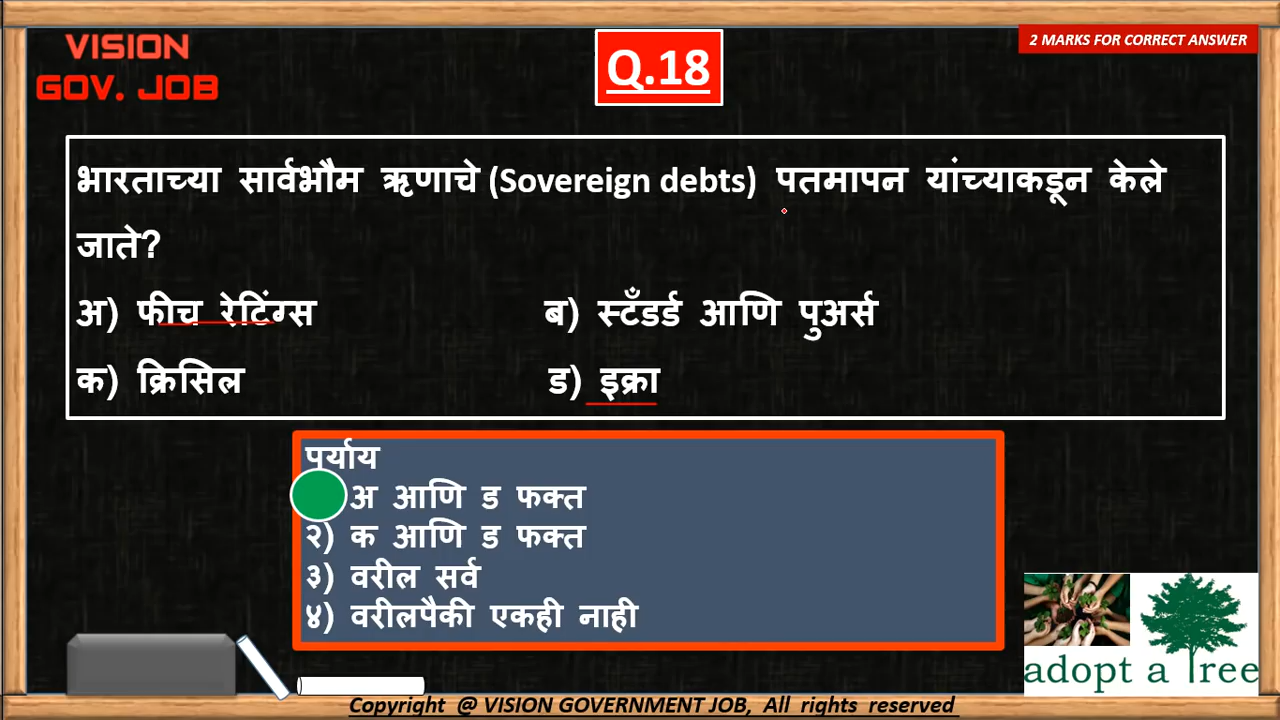 VISION
GOV. JOB
Q.18
2 MARKS FOR CORRECT ANSWER
भारताच्या सार्वभौम ऋणाचे (Sovereign debts) पतमापन यांच्याकडून केले
जाते?
अ) फीच रेटिंग्स ब) स्टँडर्ड आणि पुअर्स
क) क्रिसिल ड) इक्रा
पर्याय
अ आणि ड फक्त
२) क आणि ड फक्त
३) वरील सर्व
४) वरीलपैकी एकही नाही
adopt a Tree
Copyright @ VISION GOVERNMENT JOB, All rights reserved